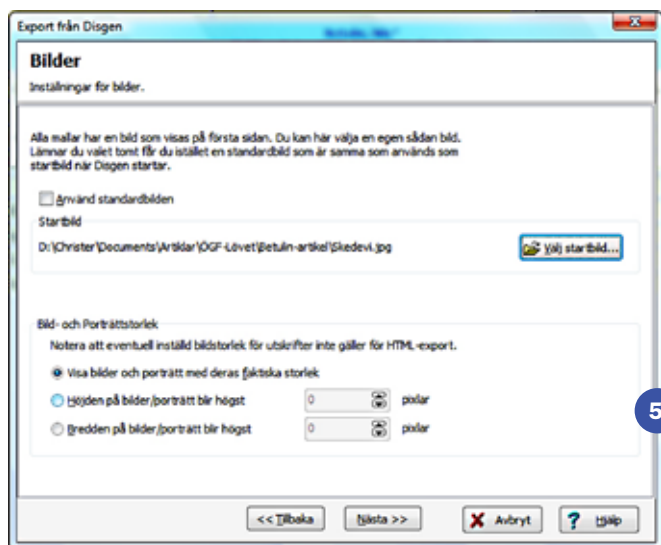 Export från Disgen
Bilder
Inställningar för bilder.
Alla mallar har en bild som visas på första sidan. Du kan här välja en egen sådan bild.
Lämnar du valet tomt får du istället en standardbild som är samma som används som
startbild när Disgen startar.
Använd standardbilden
Startbild
D:\Christer\Documents\Artiklar\ÖGF-Lövet\Betulin-artikel\Skedevi.jpg
Välj startbild...
Bild- och Porträttstorlek
Notera att eventuell inställd bildstorlek för utskrifter inte gäller för HTML-export.
Visa bilder och porträtt med deras faktiska storlek
Höjden på bilder/porträtt blir högst 0 pixlar
Bredden på bilder/porträtt blir högst 0 pixlar
5
<< Tillbaka Nästa >> Avbryt Hjälp